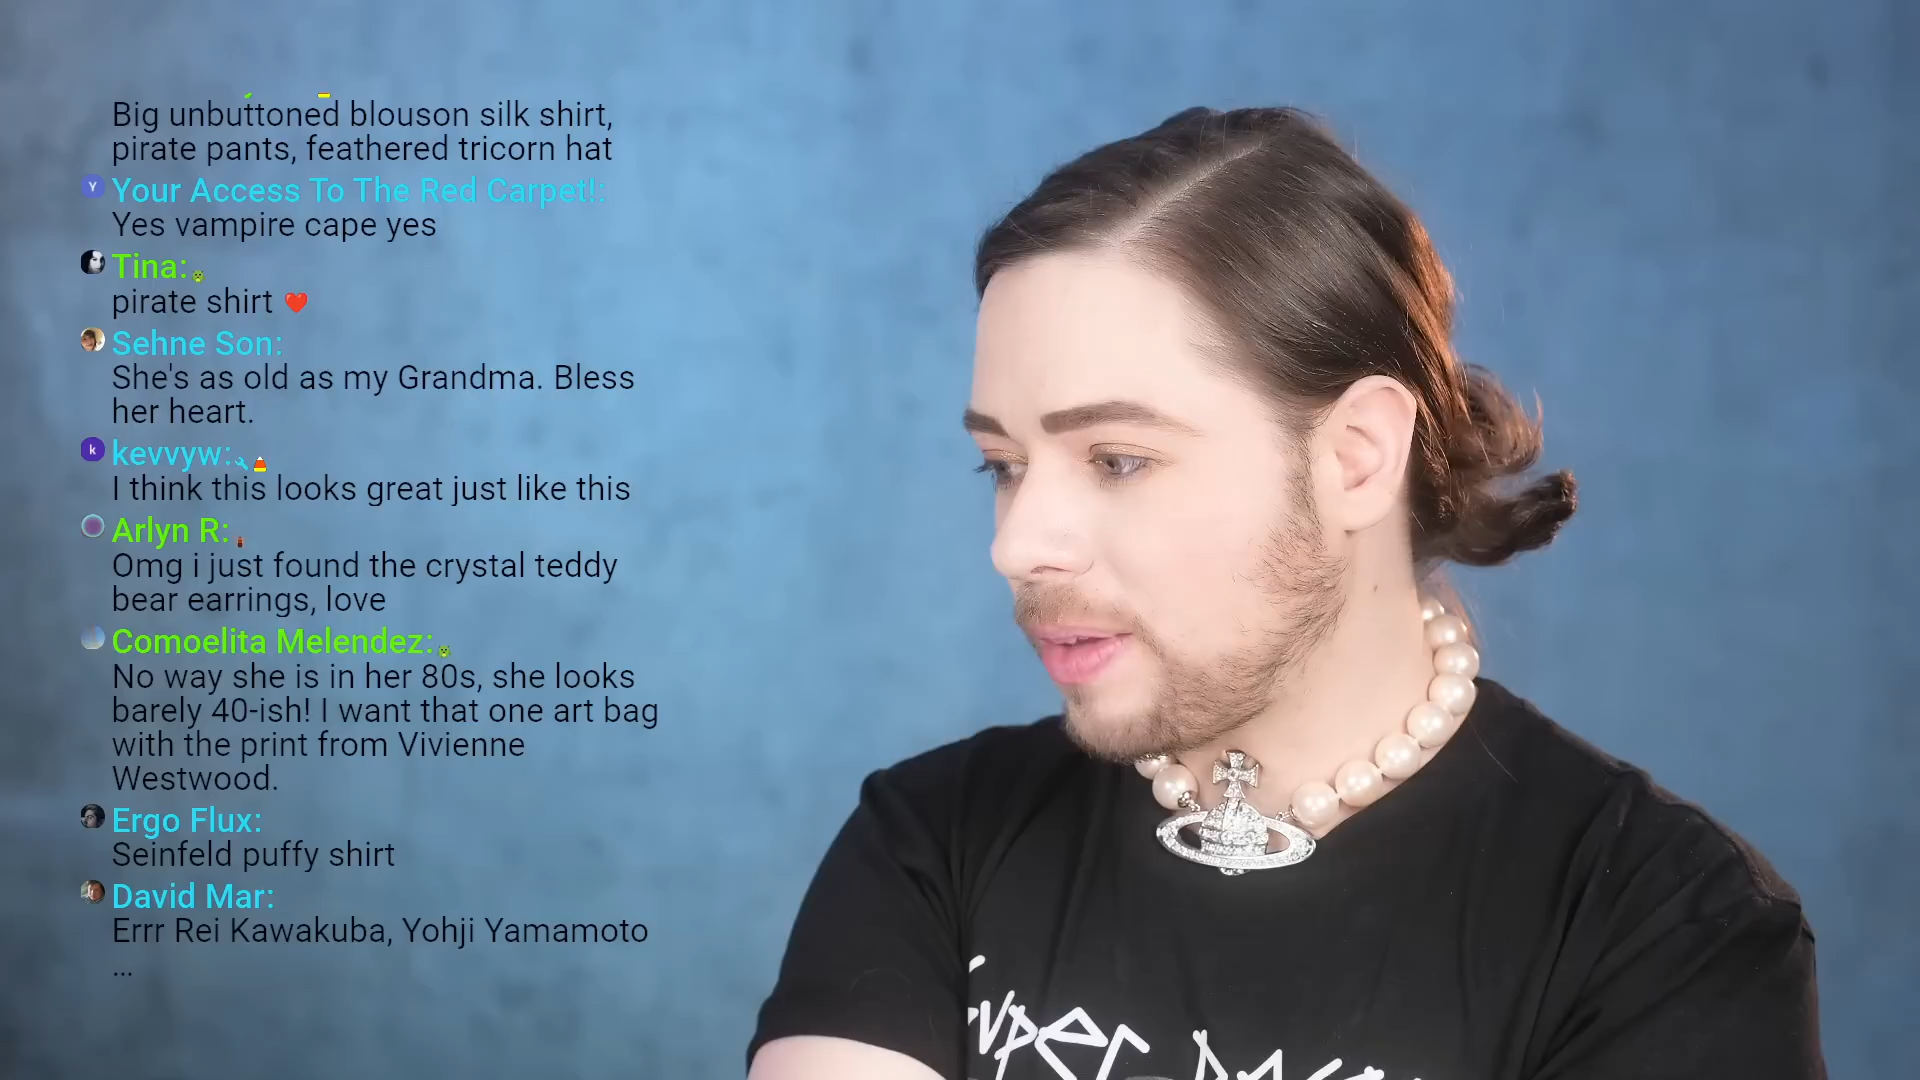 Big unbuttoned blouson silk shirt,
pirate pants, feathered tricorn hat
Y Your Access To The Red Carpet!:
Yes vampire cape yes
Tina:
pirate shirt ❤️
Sehne Son:
She's as old as my Grandma. Bless
her heart.
k kevvyw:
I think this looks great just like this
Arlyn R:
Omg i just found the crystal teddy
bear earrings, love
Comoelita Melendez:
No way she is in her 80s, she looks
barely 40-ish! I want that one art bag
with the print from Vivienne
Westwood.
Ergo Flux:
Seinfeld puffy shirt
David Mar:
Errr Rei Kawakuba, Yohji Yamamoto
...